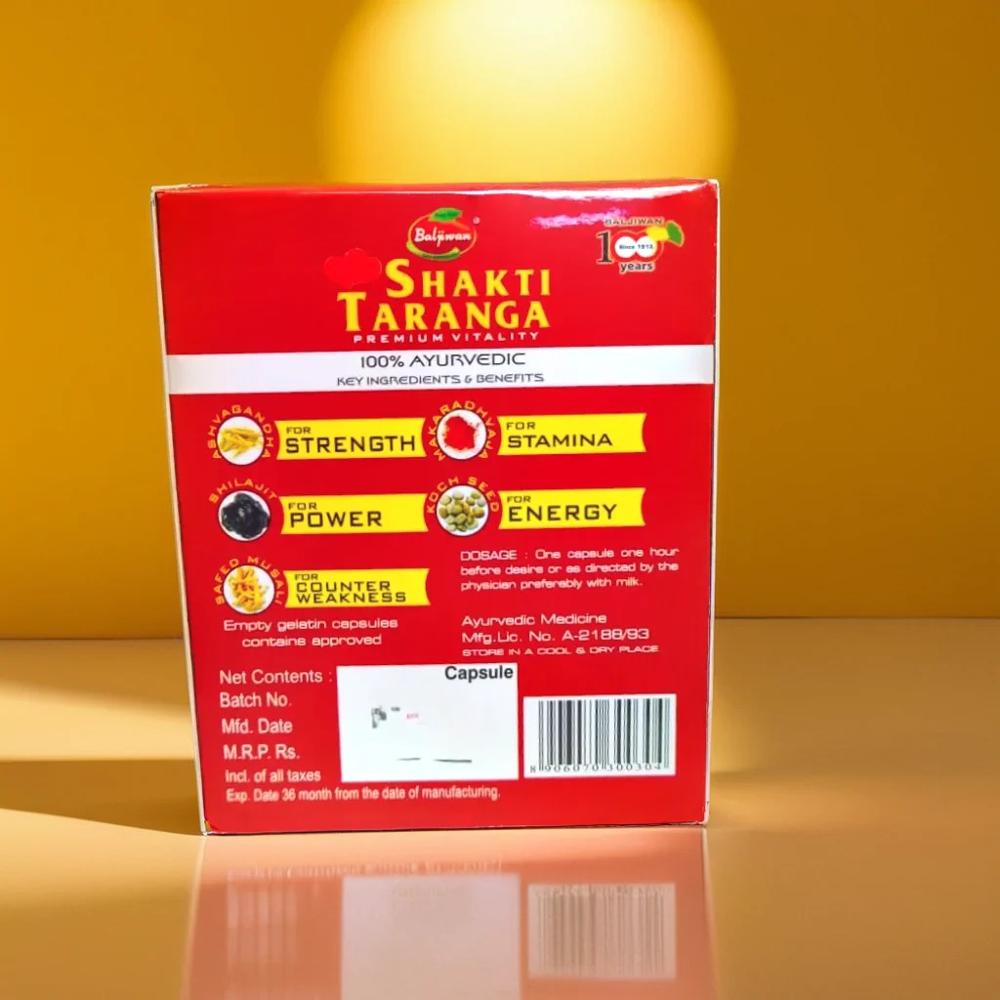 Baljiwan
BALJIWAN
100
Since 1913
years
SHAKTI
TARANGA
PREMIUM VITALITY
100% AYURVEDIC
KEY INGREDIENTS & BENEFITS
ASHVAGANDHA
FOR
STRENGTH
MAKARADHVAJA
FOR
STAMINA
SHILAJIT
FOR
POWER
KOCH SEED
FOR
ENERGY
SAFED MUSALI
FOR
COUNTER
WEAKNESS
DOSAGE : One capsule one hour
before desire or as directed by the
physician preferably with milk.
Empty gelatin capsules
contains approved
Ayurvedic Medicine
Mfg.Lic. No. A-2188/93
STORE IN A COOL & DRY PLACE
Net Contents :
Capsule
Batch No.
Mfd. Date
M.R.P. Rs.
Incl. of all taxes
Exp. Date 36 month from the date of manufacturing.
8 906070 300304